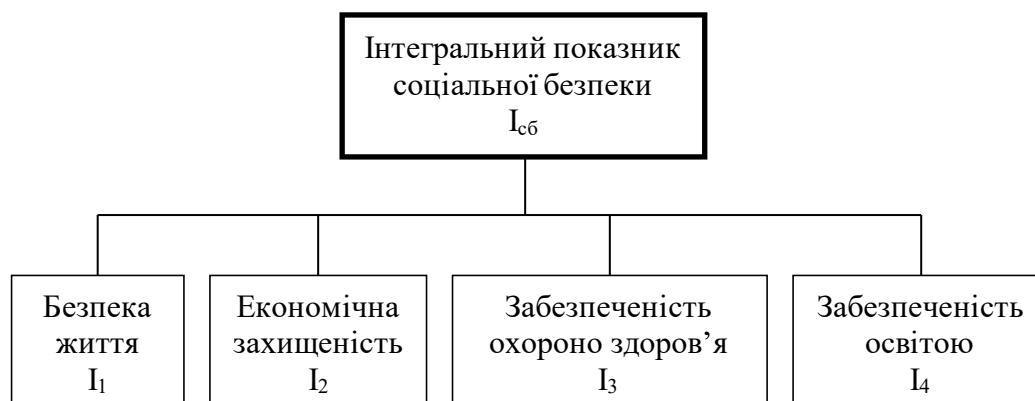 Інтегральний показник
соціальної безпеки
Iсб
Безпека
життя
I1
Економічна
захищеність
I2
Забезпеченість
охороно здоров’я
I3
Забезпеченість
освітою
I4